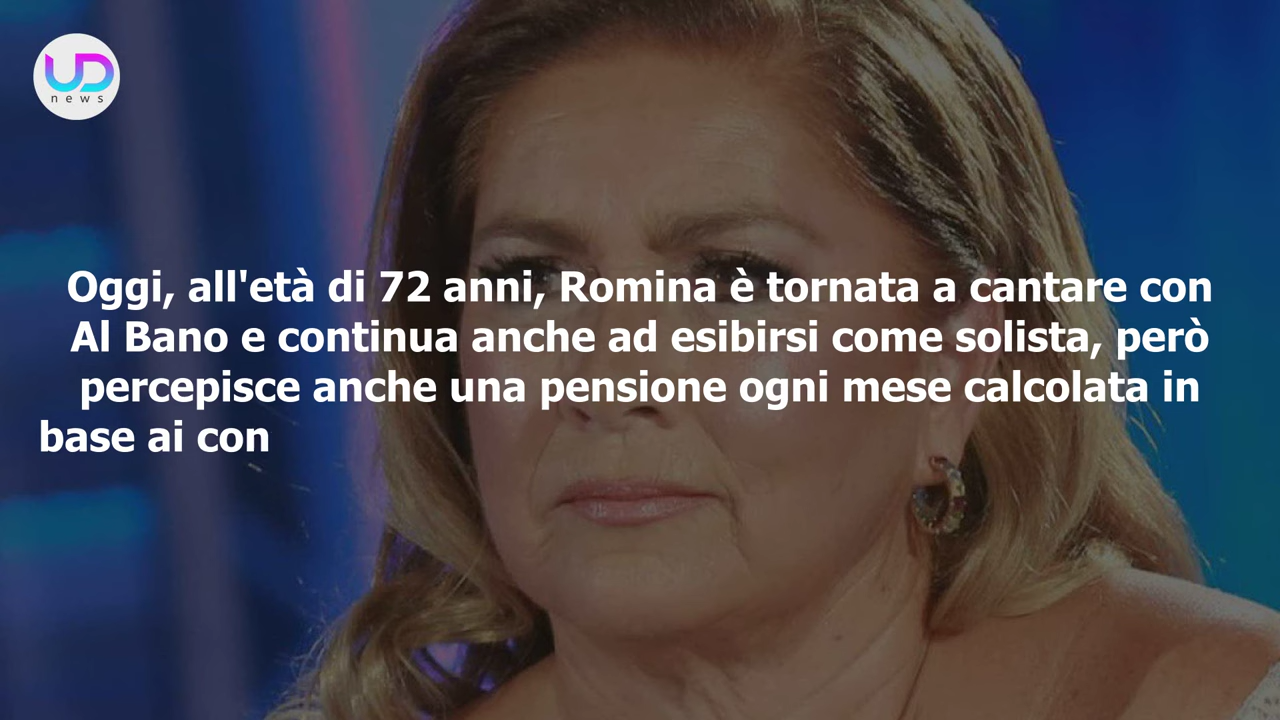 UD
news
Oggi, all'età di 72 anni, Romina è tornata a cantare con
Al Bano e continua anche ad esibirsi come solista, però
percepisce anche una pensione ogni mese calcolata in
base ai con